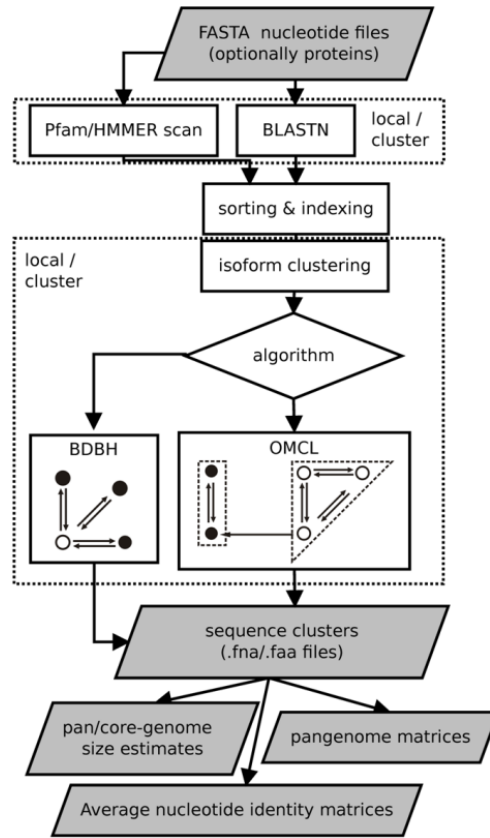 FASTA nucleotide files
(optionally proteins)
Pfam/HMMER scan
BLASTN
local /
cluster
sorting & indexing
local /
cluster
isoform clustering
algorithm
BDBH
OMCL
sequence clusters
(.fna/.faa files)
pan/core-genome
size estimates
pangenome matrices
Average nucleotide identity matrices